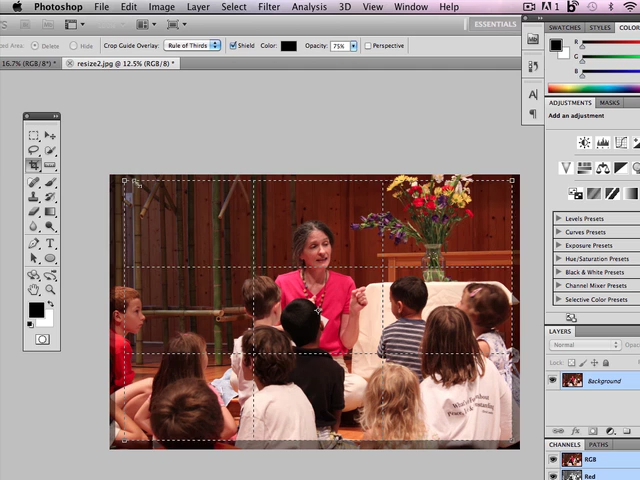 Photoshop File Edit Image Layer Select Filter Analysis 3D View Window Help
ESSENTIALS
Delete Hide Crop Guide Overlay: Rule of Thirds Shield Color: Opacity: 75% Perspective
16.7% (RGB/8*) * resize2.jpg @ 12.5% (RGB/8*) *
SWATCHES STYLES COLOR
R
G
B
ADJUSTMENTS MASKS
Add an adjustment
Levels Presets
Curves Presets
Exposure Presets
Hue/Saturation Presets
Black & White Presets
Channel Mixer Presets
Selective Color Presets
LAYERS
Normal
Lock:
Background
CHANNELS PATHS
RGB
Red